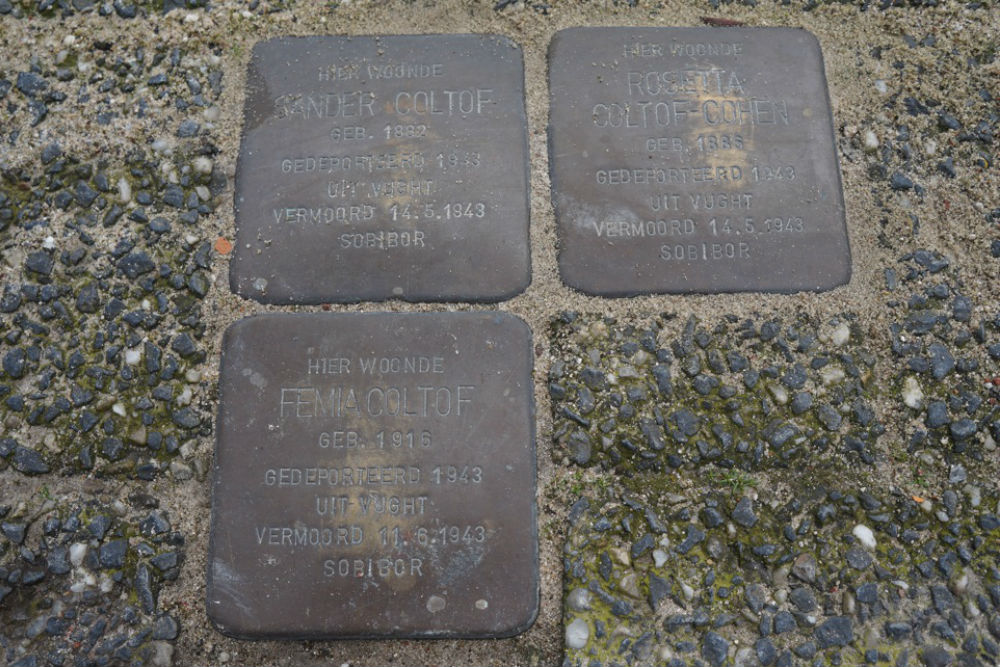 HIER WOONDE
SANDER COLTOF
GEB. 1882
GEDEPORTEERD 1943
UIT VUGHT
VERMOORD 14.5.1943
SOBIBOR
HIER WOONDE
ROSETTA
COLTOF-COHEN
GEB. 1886
GEDEPORTEERD 1943
UIT VUGHT
VERMOORD 14.5.1943
SOBIBOR
HIER WOONDE
FEMIA COLTOF
GEB. 1916
GEDEPORTEERD 1943
UIT VUGHT
VERMOORD 11.6.1943
SOBIBOR